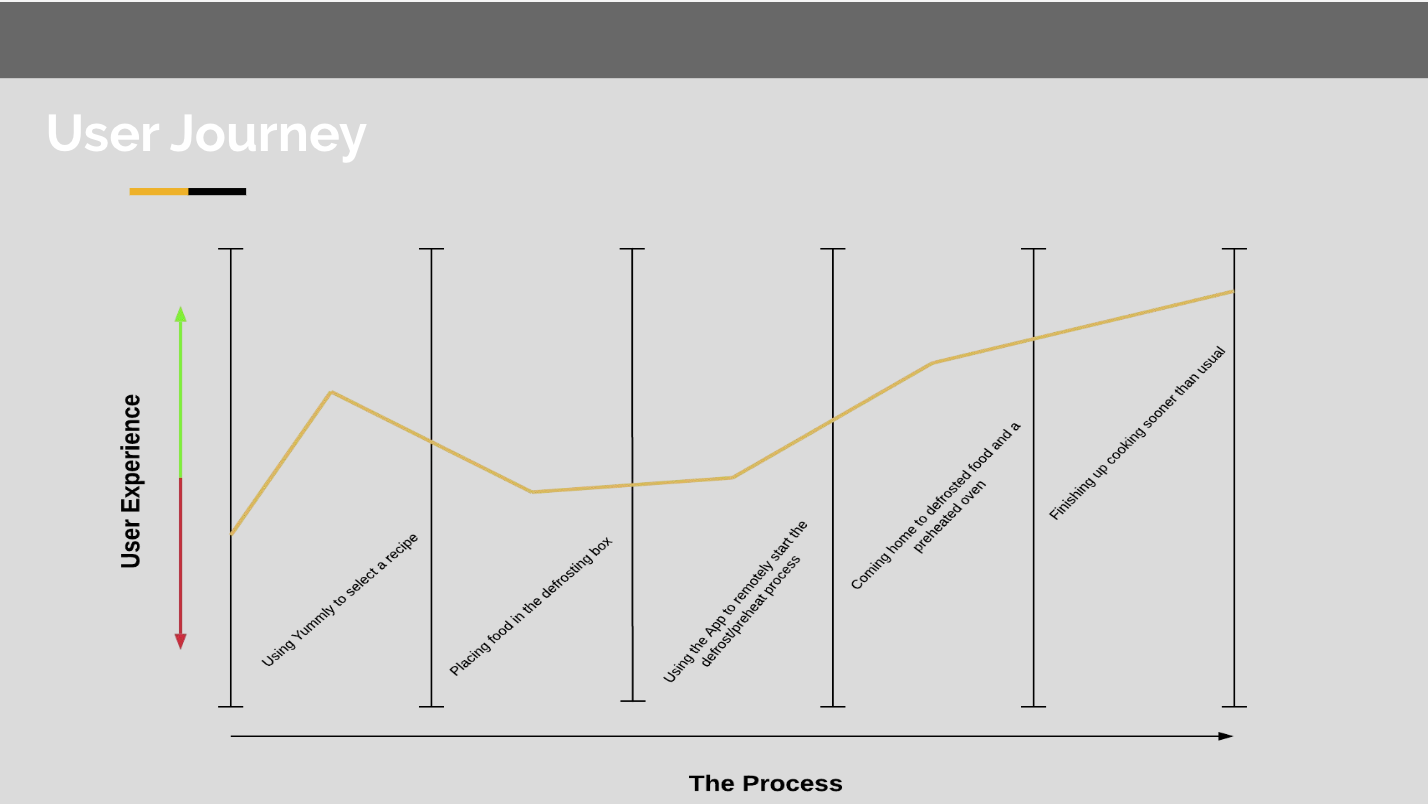 User Journey
User Experience
Using Yummly to select a recipe
Placing food in the defrosting box
Using the App to remotely start the
defrost/preheat process
Coming home to defrosted food and a
preheated oven
Finishing up cooking sooner than usual
The Process